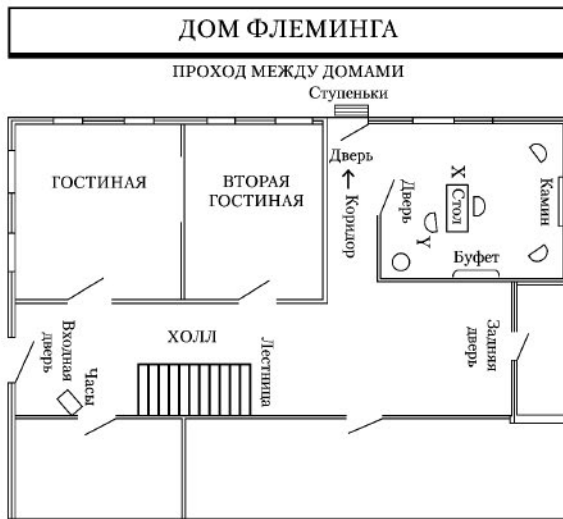 ДОМ ФЛЕМИНГА
ПРОХОД МЕЖДУ ДОМАМИ
Ступеньки
ГОСТИНАЯ
ВТОРАЯ
ГОСТИНАЯ
Дверь
Коридор
Дверь
X
Стол
Y
Камин
Буфет
ХОЛЛ
Лестница
Задняя
дверь
Входная
дверь
Часы